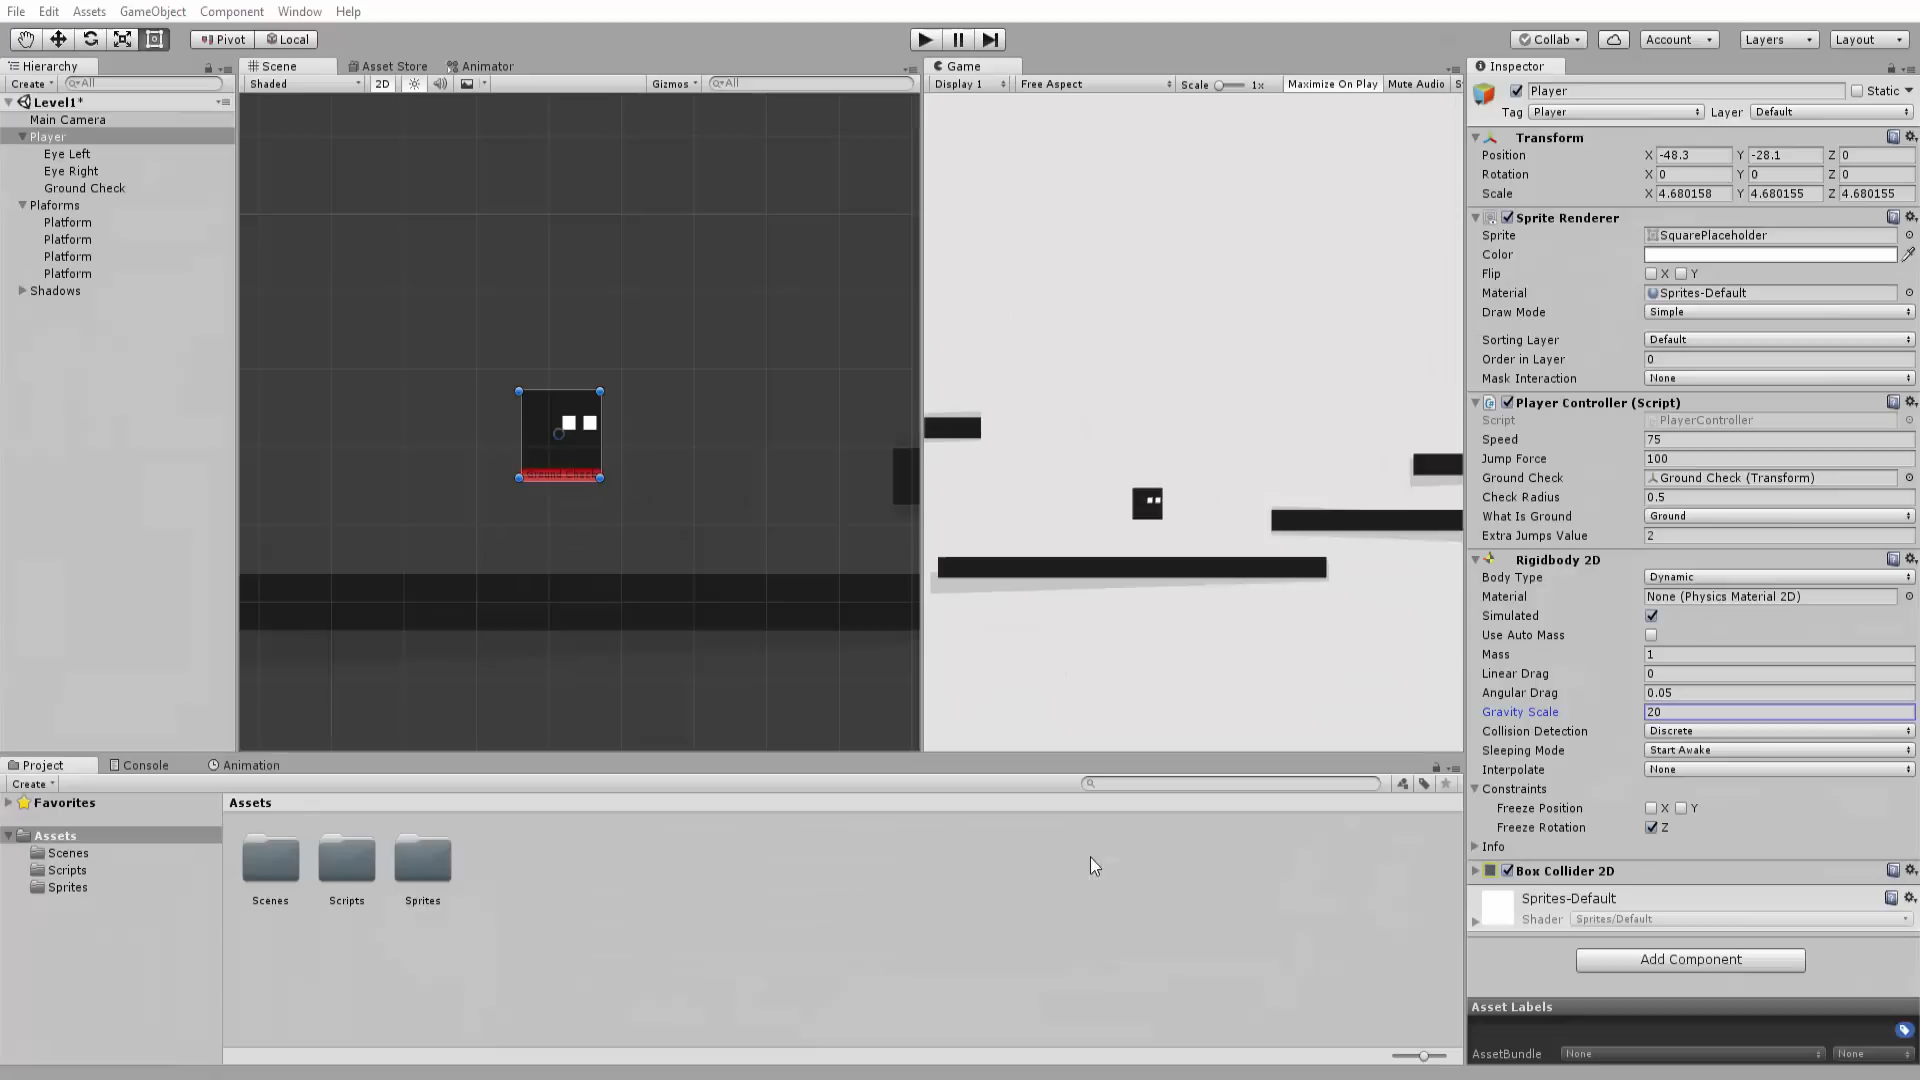 File Edit Assets GameObject Component Window Help
Pivot Local
Collab Account Layers Layout
Hierarchy
Create All
Level1*
Main Camera
Player
Eye Left
Eye Right
Ground Check
Plaforms
Platform
Platform
Platform
Platform
Shadows
Scene Asset Store Animator
Shaded 2D Gizmos All
Ground Check
Game
Display 1 Free Aspect Scale 1x Maximize On Play Mute Audio S
Inspector
Player Static
Tag Player Layer Default
Transform
Position X -48.3 Y -28.1 Z 0
Rotation X 0 Y 0 Z 0
Scale X 4.680158 Y 4.680155 Z 4.680155
Sprite Renderer
Sprite SquarePlaceholder
Color
Flip X Y
Material Sprites-Default
Draw Mode Simple
Sorting Layer Default
Order in Layer 0
Mask Interaction None
Player Controller (Script)
Script PlayerController
Speed 75
Jump Force 100
Ground Check Ground Check (Transform)
Check Radius 0.5
What Is Ground Ground
Extra Jumps Value 2
Rigidbody 2D
Body Type Dynamic
Material None (Physics Material 2D)
Simulated
Use Auto Mass
Mass 1
Linear Drag 0
Angular Drag 0.05
Gravity Scale 20
Collision Detection Discrete
Sleeping Mode Start Awake
Interpolate None
Constraints
Freeze Position X Y
Freeze Rotation Z
Info
Box Collider 2D
Sprites-Default
Shader Sprites/Default
Add Component
Asset Labels
AssetBundle None None
Project Console Animation
Create
Favorites
Assets
Scenes
Scripts
Sprites
Assets
Scenes Scripts Sprites